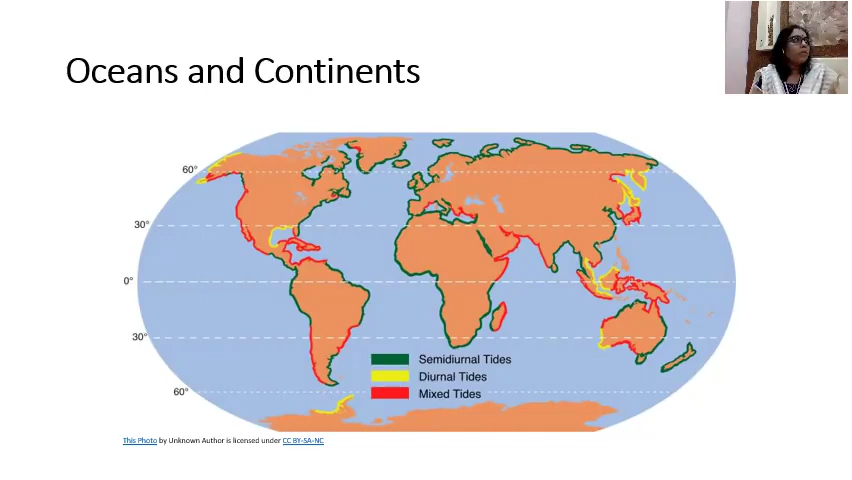 Oceans and Continents
60°
30°
0°
30°
60°
Semidiurnal Tides
Diurnal Tides
Mixed Tides
This Photo by Unknown Author is licensed under CC BY-SA-NC